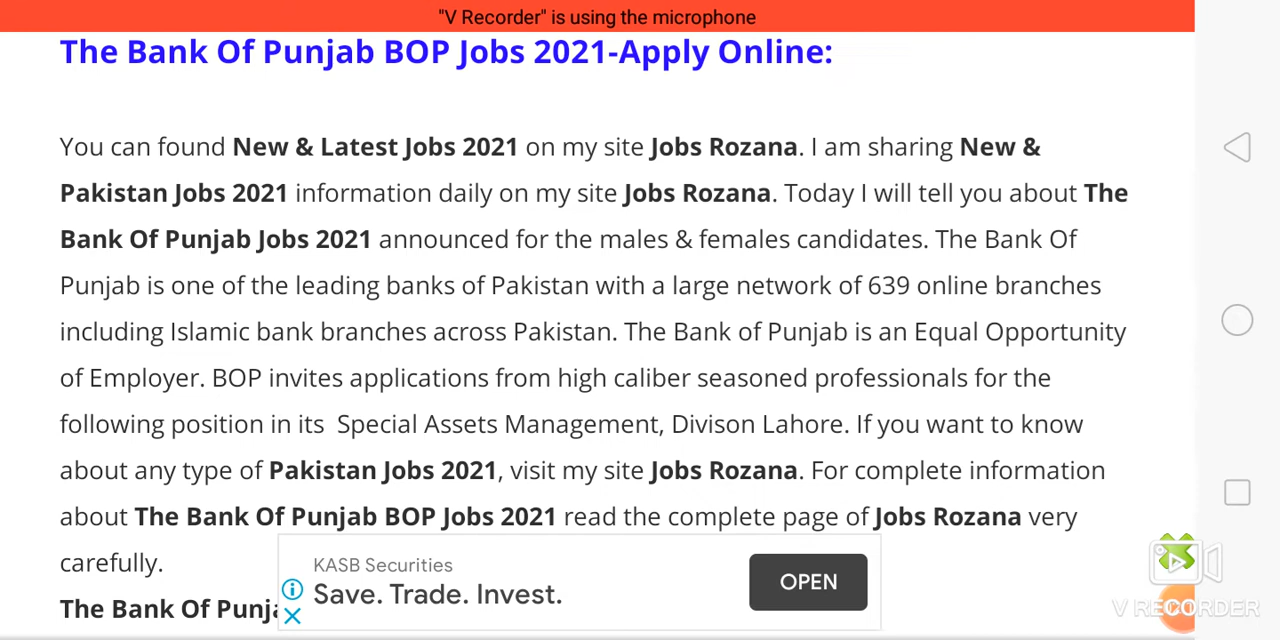 "V Recorder" is using the microphone
The Bank Of Punjab BOP Jobs 2021-Apply Online:
You can found New & Latest Jobs 2021 on my site Jobs Rozana. I am sharing New &
Pakistan Jobs 2021 information daily on my site Jobs Rozana. Today I will tell you about The
Bank Of Punjab Jobs 2021 announced for the males & females candidates. The Bank Of
Punjab is one of the leading banks of Pakistan with a large network of 639 online branches
including Islamic bank branches across Pakistan. The Bank of Punjab is an Equal Opportunity
of Employer. BOP invites applications from high caliber seasoned professionals for the
following position in its  Special Assets Management, Divison Lahore. If you want to know
about any type of Pakistan Jobs 2021, visit my site Jobs Rozana. For complete information
about The Bank Of Punjab BOP Jobs 2021 read the complete page of Jobs Rozana very
carefully.
KASB Securities
Save. Trade. Invest.
OPEN
The Bank Of
V RECORDER